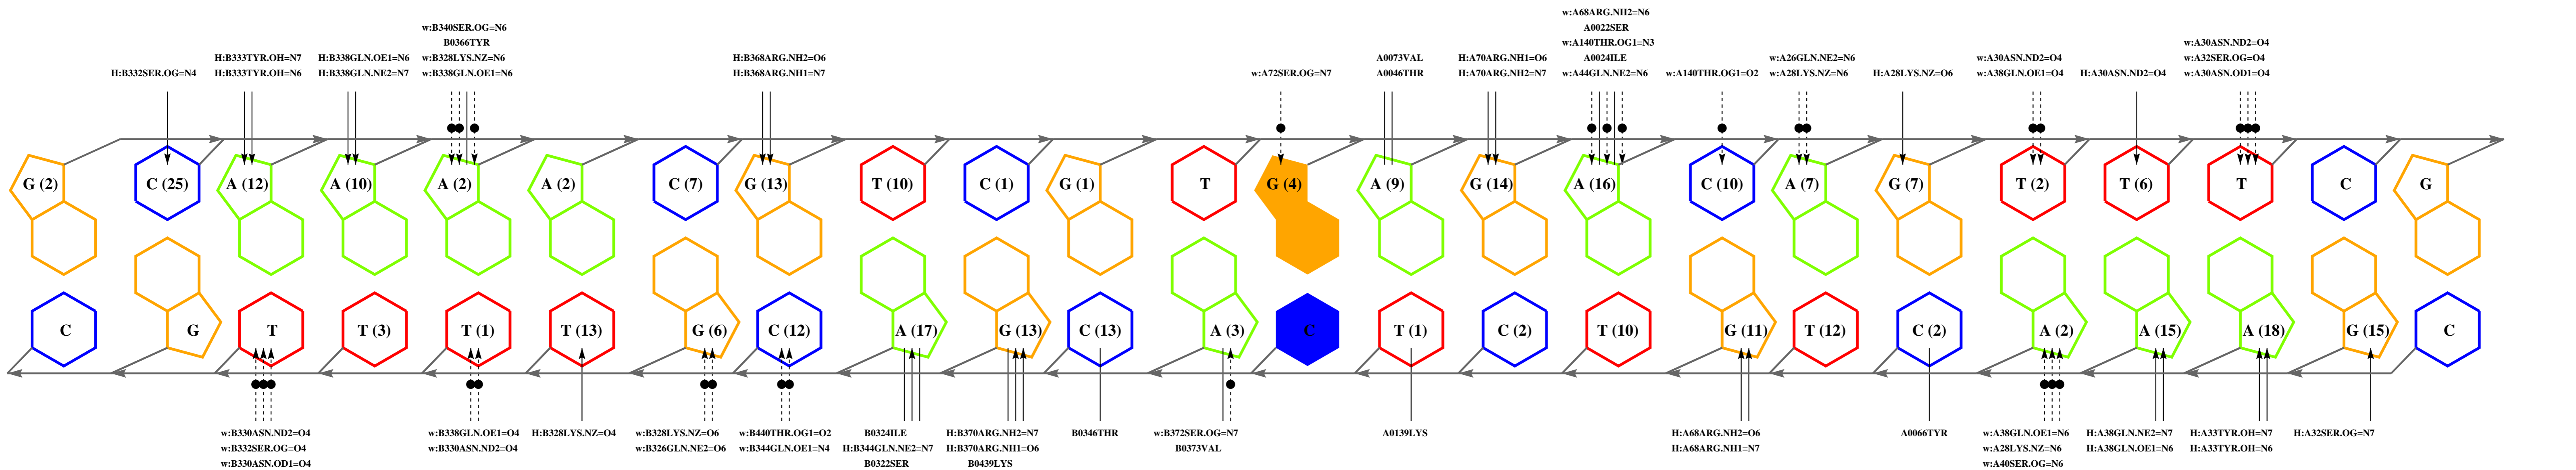 w:A68ARG.NH2=N6
A0022SER
w:B340SER.OG=N6
w:A140THR.OG1=N3
w:A30ASN.ND2=O4
B0366TYR
H:B333TYR.OH=N7
H:B338GLN.OE1=N6
w:B328LYS.NZ=N6
H:B368ARG.NH2=O6
A0073VAL
H:A70ARG.NH1=O6
A0024ILE
w:A26GLN.NE2=N6
w:A30ASN.ND2=O4
w:A32SER.OG=O4
H:B332SER.OG=N4
H:B333TYR.OH=N6
H:B338GLN.NE2=N7
w:B338GLN.OE1=N6
H:B368ARG.NH1=N7
w:A72SER.OG=N7
A0046THR
H:A70ARG.NH2=N7
w:A44GLN.NE2=N6
w:A140THR.OG1=O2
w:A28LYS.NZ=N6
H:A28LYS.NZ=O6
w:A38GLN.OE1=O4
H:A30ASN.ND2=O4
w:A30ASN.OD1=O4
G (2) C (25) A (12) A (10) A (2) A (2) C (7) G (13) T (10) C (1) G (1) T G (4) A (9) G (14) A (16) C (10) A (7) G (7) T (2) T (6) T C G
C G T T (3) T (1) T (13) G (6) C (12) A (17) G (13) C (13) A (3) C T (1) C (2) T (10) G (11) T (12) C (2) A (2) A (15) A (18) G (15) C
w:B330ASN.ND2=O4
w:B338GLN.OE1=O4
H:B328LYS.NZ=O4
w:B328LYS.NZ=O6
w:B440THR.OG1=O2
B0324ILE
H:B370ARG.NH2=N7
B0346THR
w:B372SER.OG=N7
A0139LYS
H:A68ARG.NH2=O6
A0066TYR
w:A38GLN.OE1=N6
H:A38GLN.NE2=N7
H:A33TYR.OH=N7
H:A32SER.OG=N7
w:B332SER.OG=O4
w:B330ASN.ND2=O4
w:B326GLN.NE2=O6
w:B344GLN.OE1=N4
H:B344GLN.NE2=N7
H:B370ARG.NH1=O6
B0373VAL
H:A68ARG.NH1=N7
w:A28LYS.NZ=N6
H:A38GLN.OE1=N6
H:A33TYR.OH=N6
w:B330ASN.OD1=O4
B0322SER
B0439LYS
w:A40SER.OG=N6